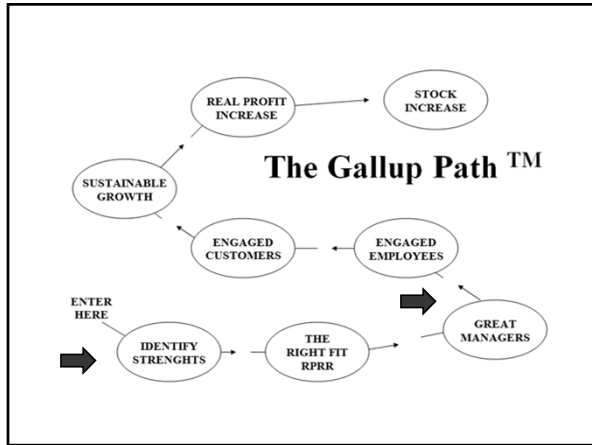 REAL PROFIT
INCREASE
STOCK
INCREASE
The Gallup Path ™
SUSTAINABLE
GROWTH
ENGAGED
CUSTOMERS
ENGAGED
EMPLOYEES
ENTER
HERE
IDENTIFY
STRENGHTS
THE
RIGHT FIT
RPRR
GREAT
MANAGERS